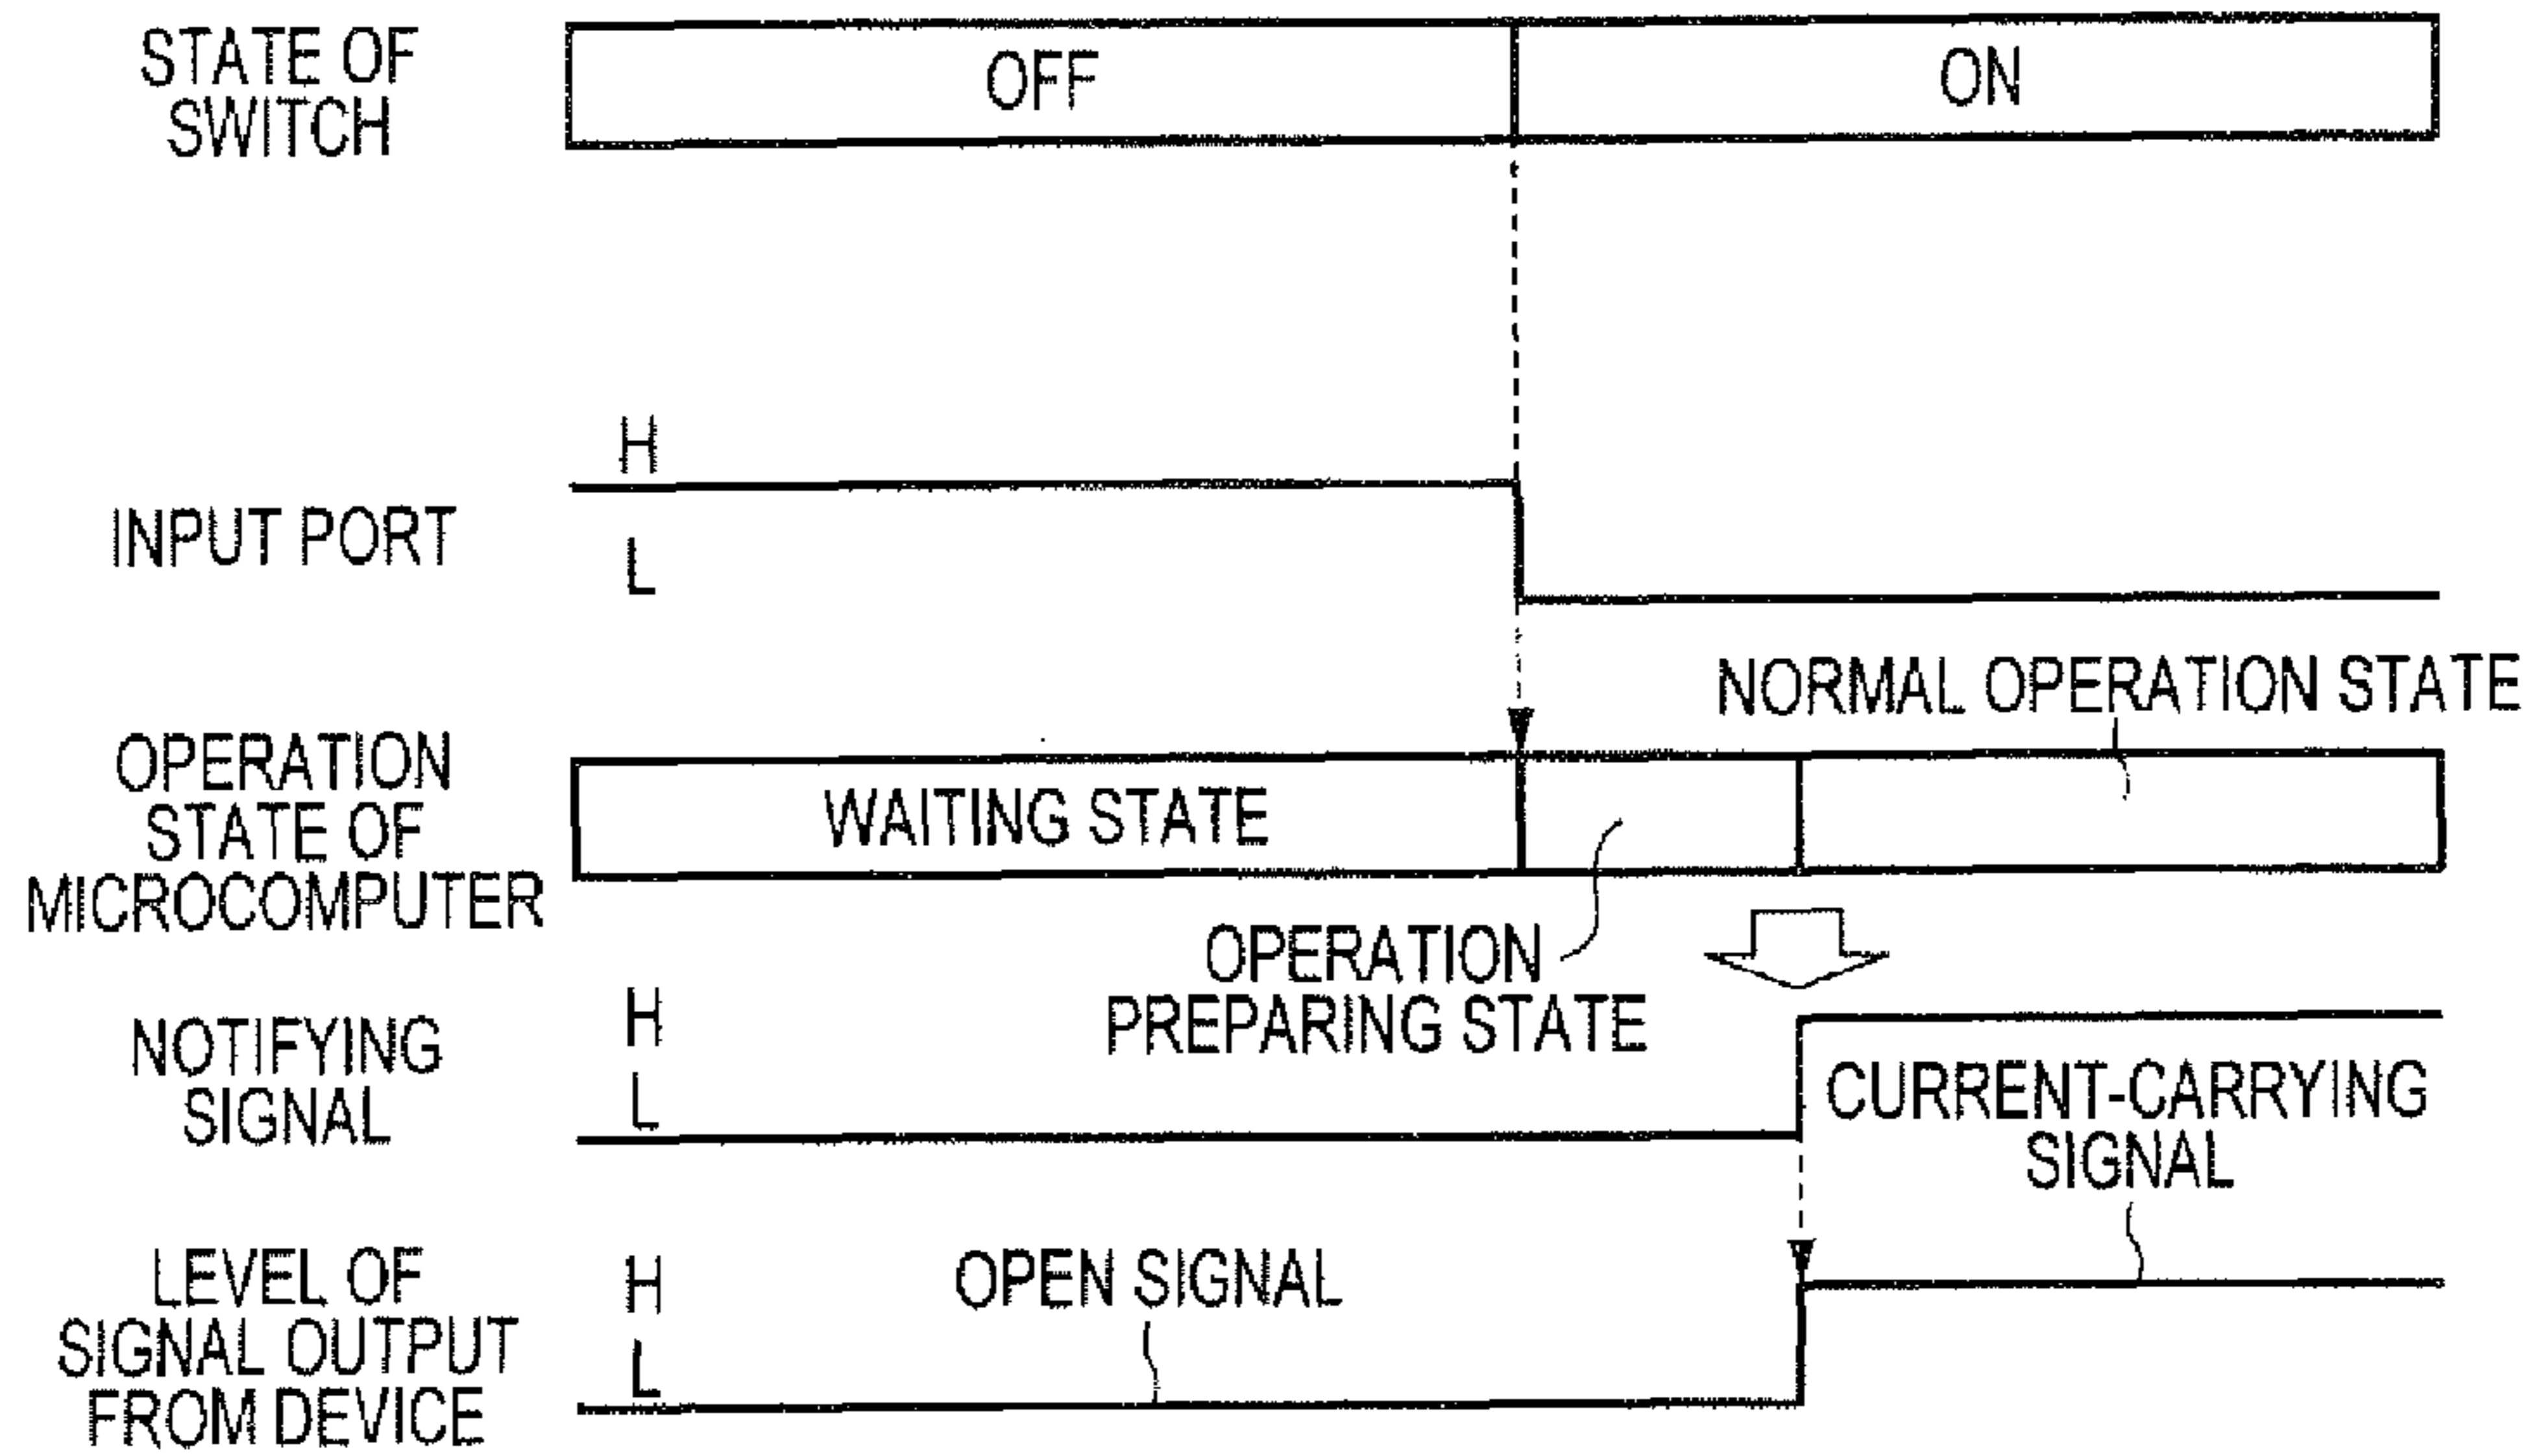 STATE OF
SWITCH
OFF
ON
H
INPUT PORT
L
NORMAL OPERATION STATE
OPERATION
STATE OF
MICROCOMPUTER
WAITING STATE
OPERATION
PREPARING STATE
NOTIFYING
SIGNAL
H
L
CURRENT-CARRYING
SIGNAL
LEVEL OF
SIGNAL OUTPUT
FROM DEVICE
H
L
OPEN SIGNAL